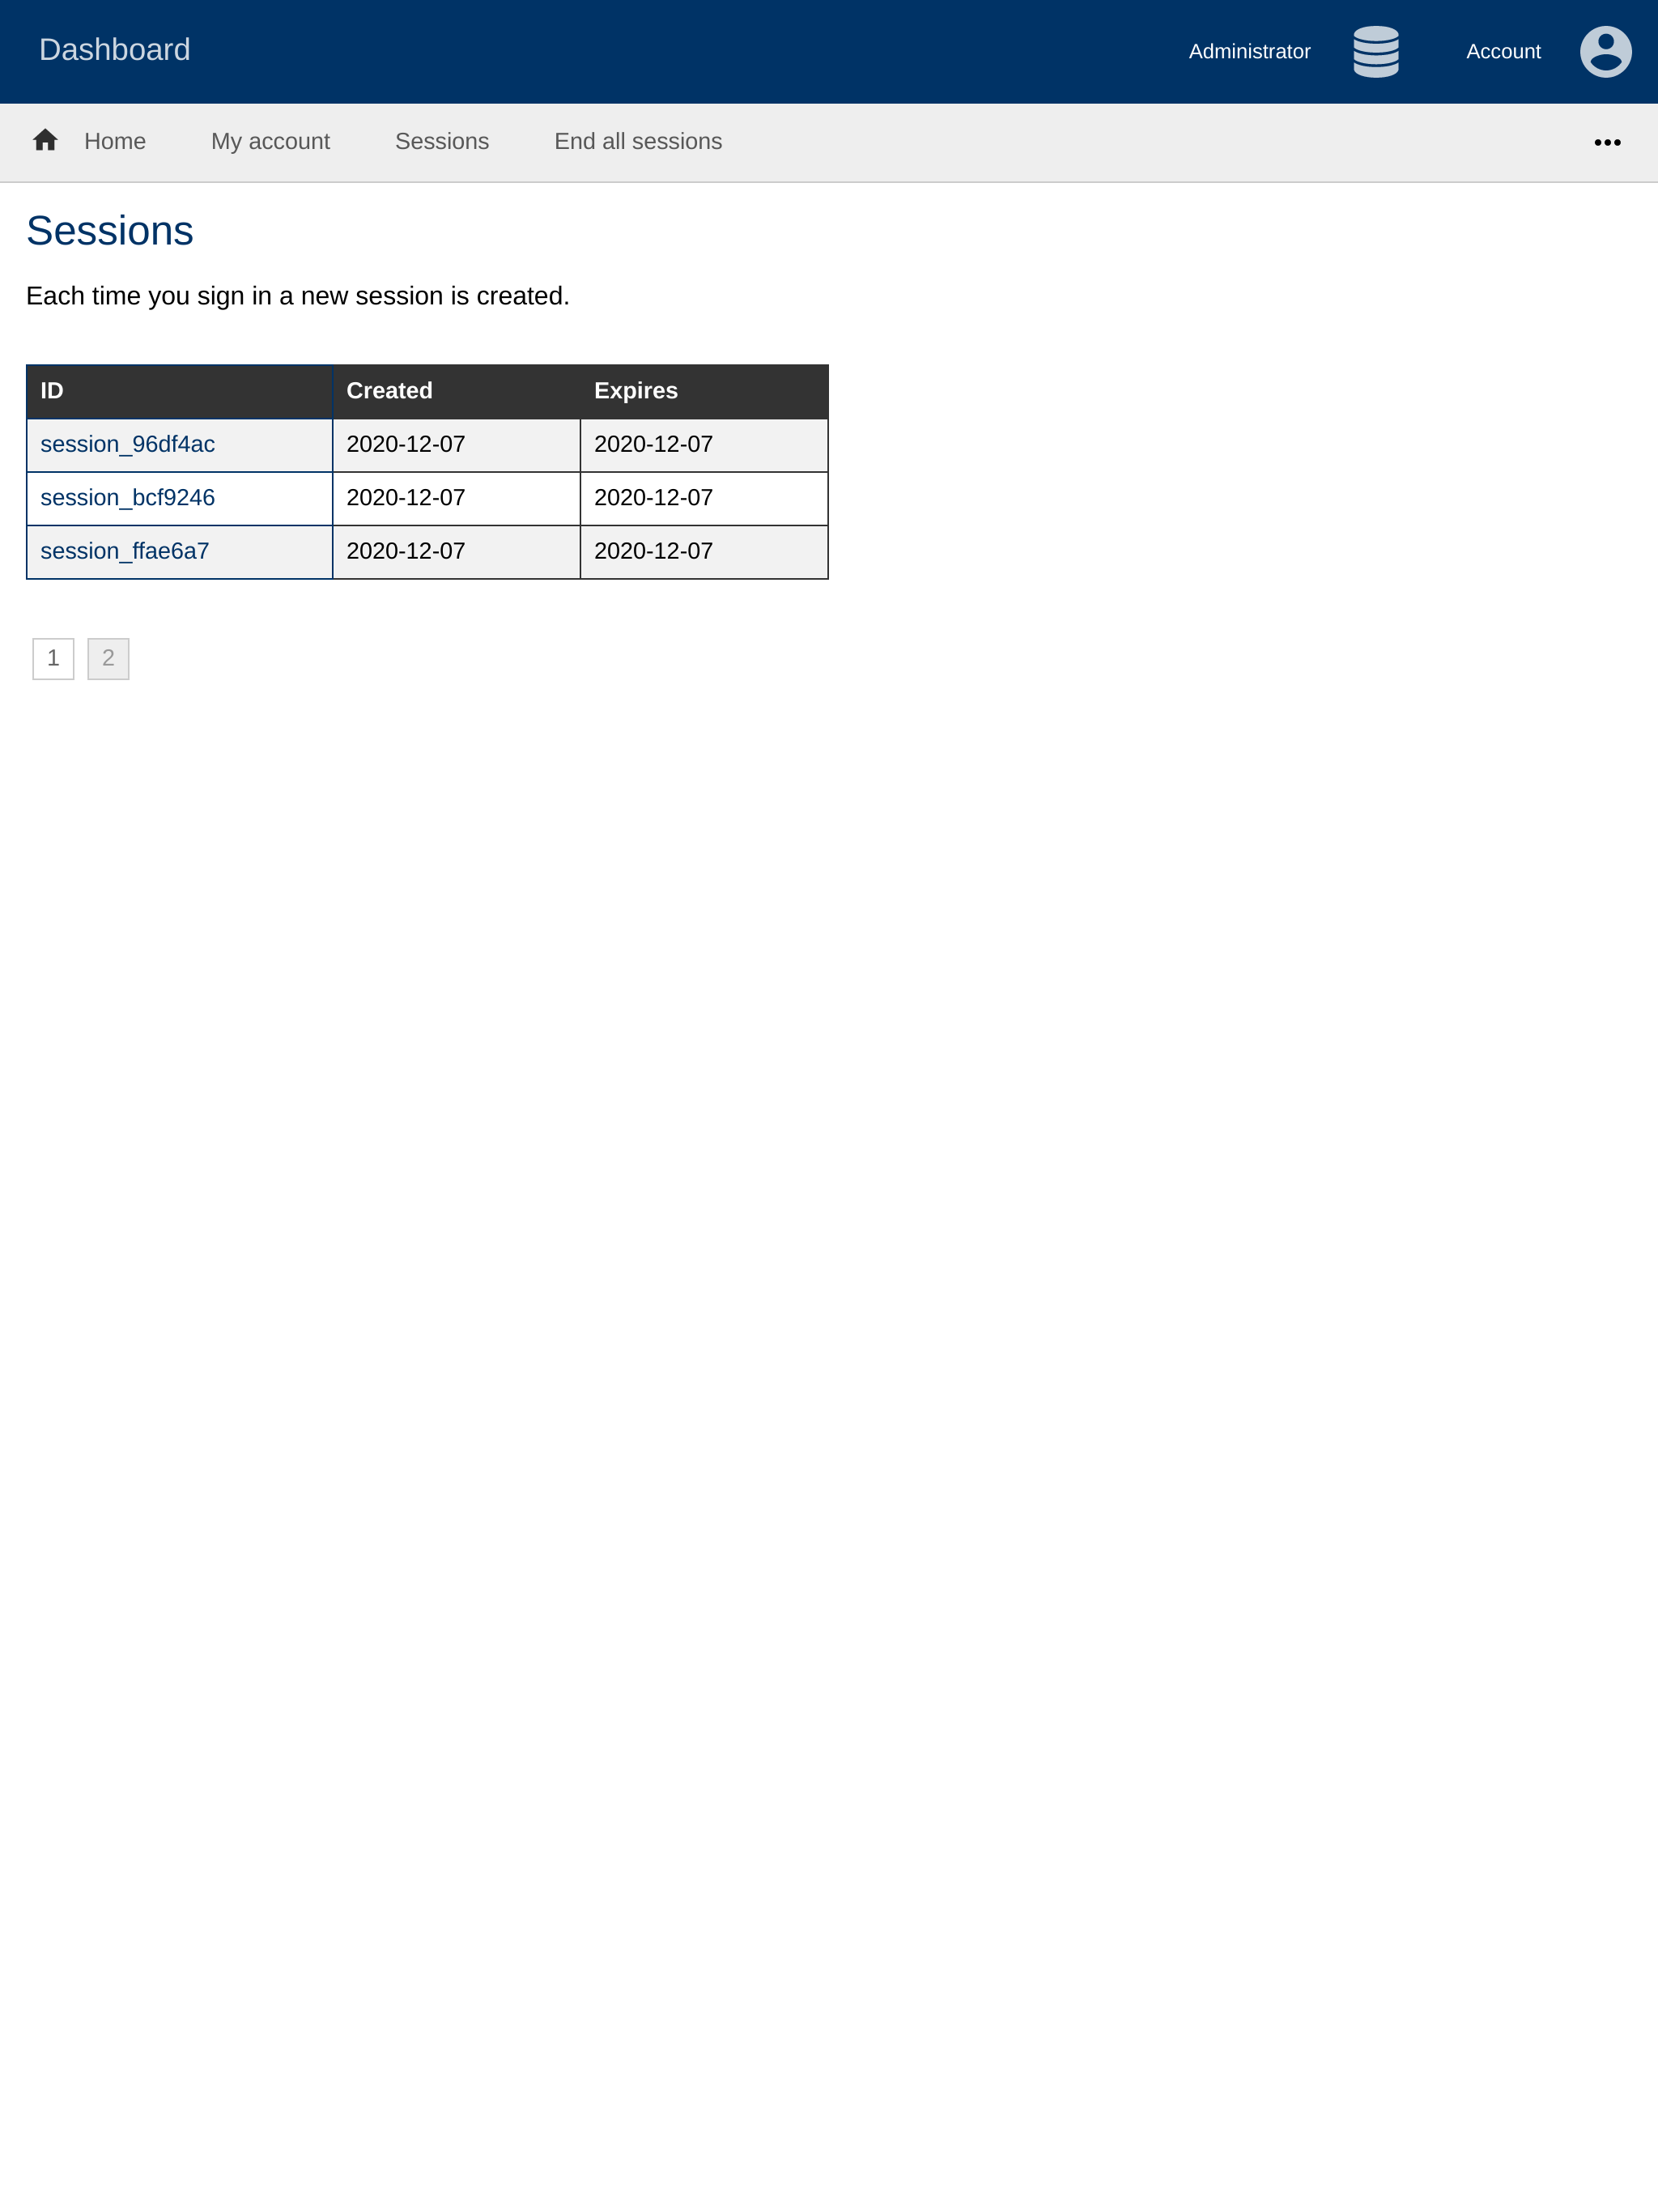 Dashboard Administrator Account
Home My account Sessions End all sessions
Sessions
Each time you sign in a new session is created.
ID Created Expires
session_96df4ac 2020-12-07 2020-12-07
session_bcf9246 2020-12-07 2020-12-07
session_ffae6a7 2020-12-07 2020-12-07
1 2